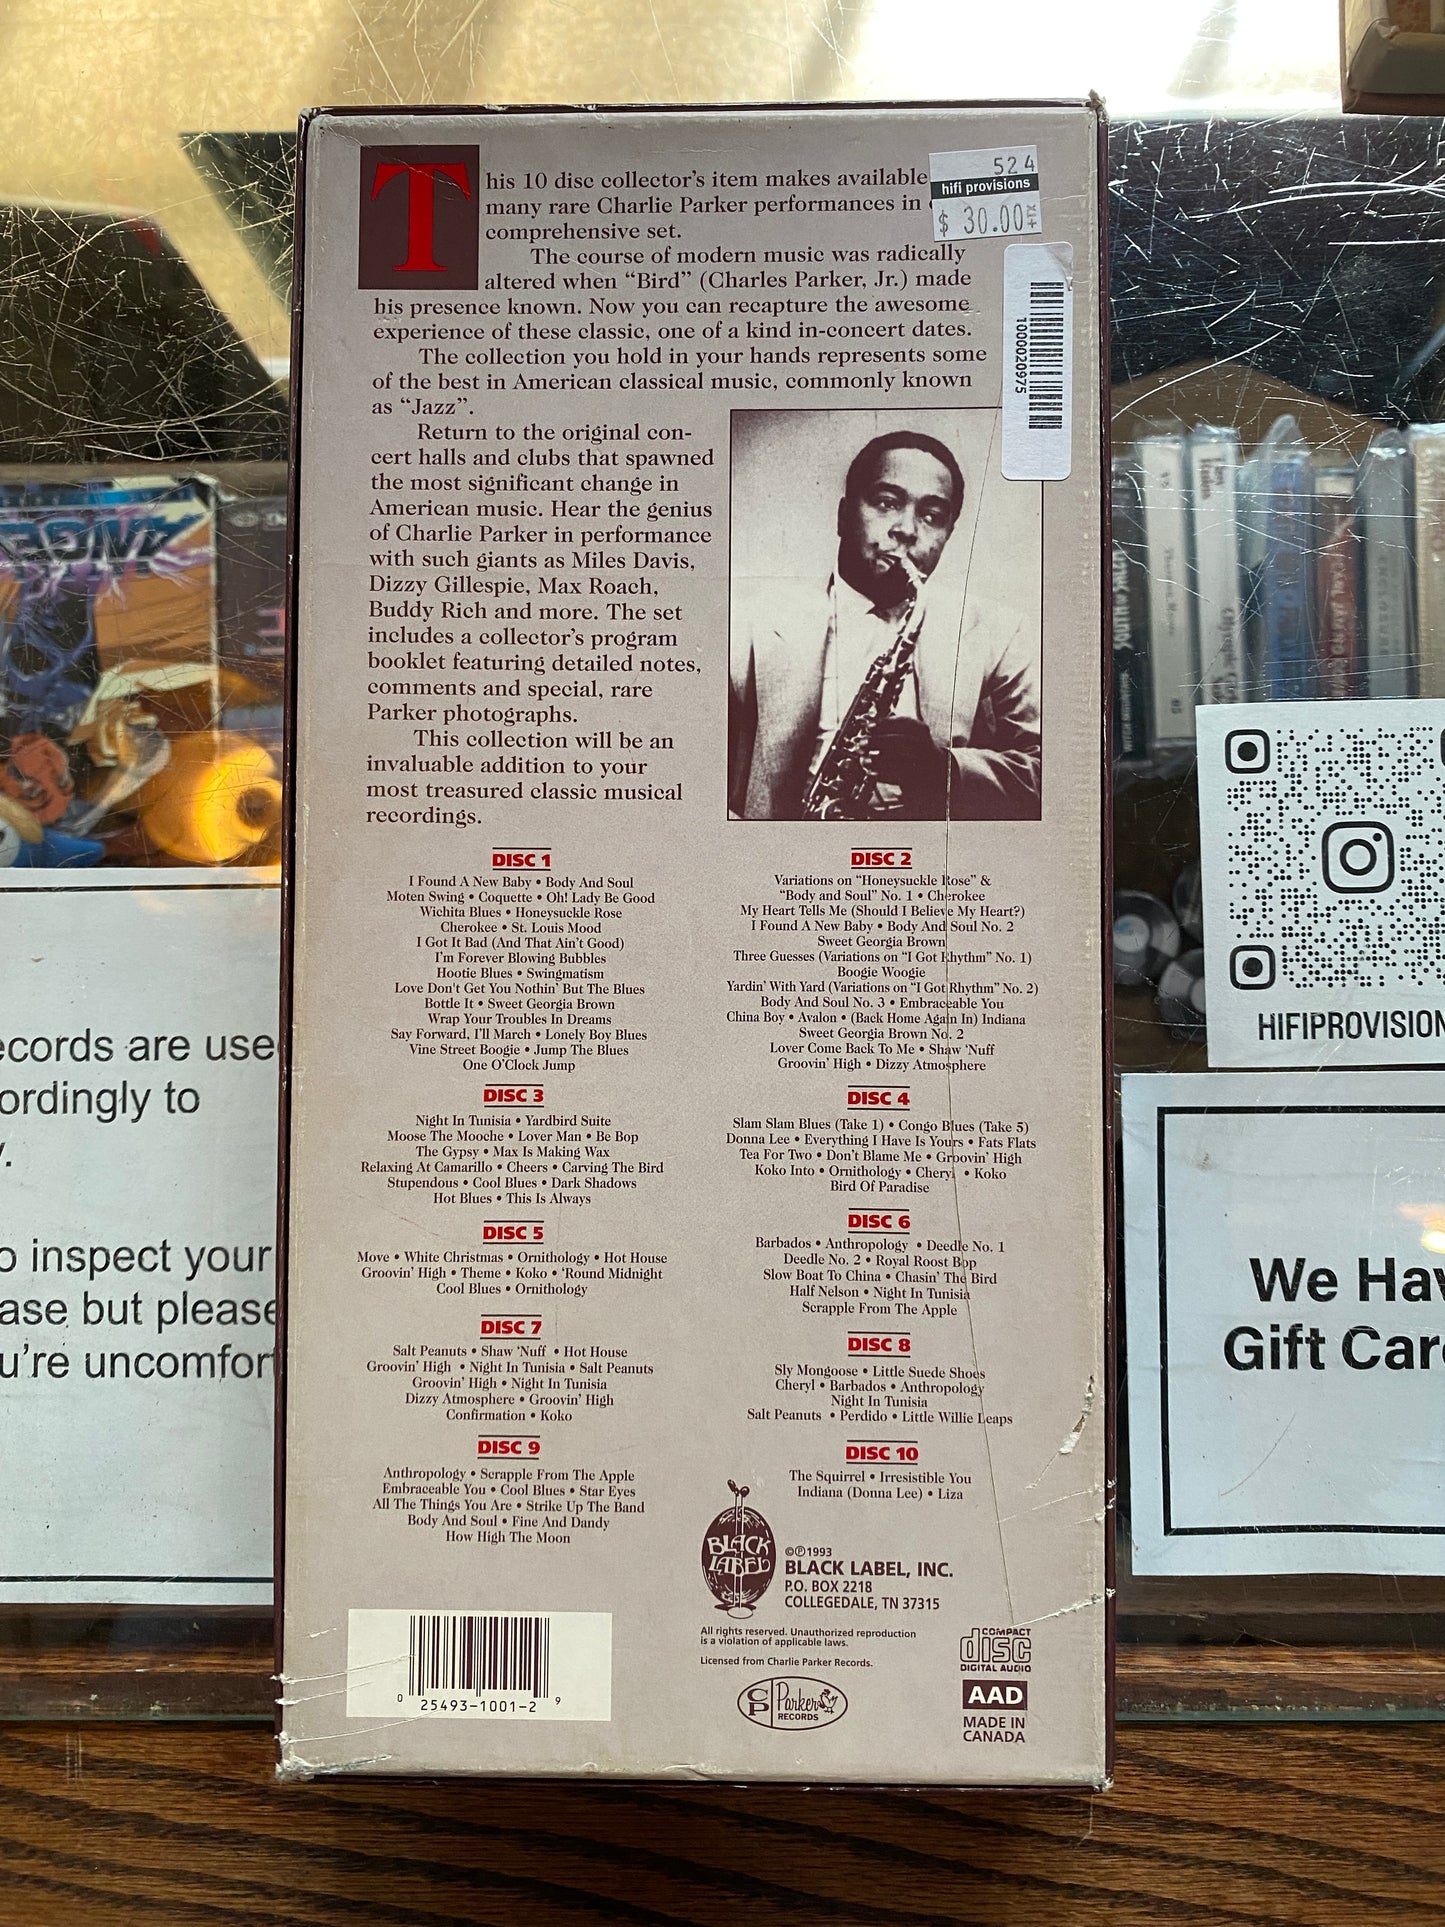 This 10 disc collector's item makes available
many rare Charlie Parker performances in
comprehensive set.
The course of modern music was radically
altered when “Bird” (Charles Parker, Jr.) made
his presence known. Now you can recapture the awesome
experience of these classic, one of a kind in-concert dates.
The collection you hold in your hands represents some
of the best in American classical music, commonly known
as “Jazz”.
Return to the original con-
cert halls and clubs that spawned
the most significant change in
American music. Hear the genius
of Charlie Parker in performance
with such giants as Miles Davis,
Dizzy Gillespie, Max Roach,
Buddy Rich and more. The set
includes a collector's program
booklet featuring detailed notes,
comments and special, rare
Parker photographs.
This collection will be an
invaluable addition to your
most treasured classic musical
recordings.
524
hifi provisions
$ 30.00
T000020975
DISC 1
I Found A New Baby • Body And Soul
Moten Swing • Coquette • Oh! Lady Be Good
Wichita Blues • Honeysuckle Rose
Cherokee • St. Louis Mood
I Got It Bad (And That Ain't Good)
I'm Forever Blowing Bubbles
Hootie Blues • Swingmatism
Love Don't Get You Nothin' But The Blues
Bottle It • Sweet Georgia Brown
Wrap Your Troubles In Dreams
Say Forward, I'll March • Lonely Boy Blues
Vine Street Boogie • Jump The Blues
One O'Clock Jump
DISC 2
Variations on “Honeysuckle Rose” &
“Body and Soul” No. 1 • Cherokee
My Heart Tells Me (Should I Believe My Heart?)
I Found A New Baby • Body And Soul No. 2
Sweet Georgia Brown
Three Guesses (Variations on “I Got Rhythm” No. 1)
Boogie Woogie
Yardin' With Yard (Variations on “I Got Rhythm” No. 2)
Body And Soul No. 3 • Embraceable You
China Boy • Avalon • (Back Home Again In) Indiana
Sweet Georgia Brown No. 2
Lover Come Back To Me • Shaw 'Nuff
Groovin' High • Dizzy Atmosphere
DISC 3
Night In Tunisia • Yardbird Suite
Moose The Mooche • Lover Man • Be Bop
The Gypsy • Max Is Making Wax
Relaxing At Camarillo • Cheers • Carving The Bird
Stupendous • Cool Blues • Dark Shadows
Hot Blues • This Is Always
DISC 4
Slam Slam Blues (Take 1) • Congo Blues (Take 5)
Donna Lee • Everything I Have Is Yours • Fats Flats
Tea For Two • Don't Blame Me • Groovin' High
Koko Into • Ornithology • Cheryl • Koko
Bird Of Paradise
DISC 5
Move • White Christmas • Ornithology • Hot House
Groovin' High • Theme • Koko • 'Round Midnight
Cool Blues • Ornithology
DISC 6
Barbados • Anthropology • Deedle No. 1
Deedle No. 2 • Royal Roost Bop
Slow Boat To China • Chasin' The Bird
Half Nelson • Night In Tunisia
Scrapple From The Apple
DISC 7
Salt Peanuts • Shaw 'Nuff • Hot House
Groovin' High • Night In Tunisia • Salt Peanuts
Groovin' High • Night In Tunisia
Dizzy Atmosphere • Groovin' High
Confirmation • Koko
DISC 8
Sly Mongoose • Little Suede Shoes
Cheryl • Barbados • Anthropology
Night In Tunisia
Salt Peanuts • Perdido • Little Willie Leaps
DISC 9
Anthropology • Scrapple From The Apple
Embraceable You • Cool Blues • Star Eyes
All The Things You Are • Strike Up The Band
Body And Soul • Fine And Dandy
How High The Moon
DISC 10
The Squirrel • Irresistible You
Indiana (Donna Lee) • Liza
BLACK
LABEL
©℗1993
BLACK LABEL, INC.
P.O. BOX 2218
COLLEGEDALE, TN 37315
All rights reserved. Unauthorized reproduction
is a violation of applicable laws.
Licensed from Charlie Parker Records.
CP Parker
RECORDS
COMPACT
disc
DIGITAL AUDIO
AAD
MADE IN
CANADA
0 25493-1001-2 9
ecords are use
ordingly to
o inspect your
ase but please
u're uncomfor
HIFIPROVISION
We Hav
Gift Car